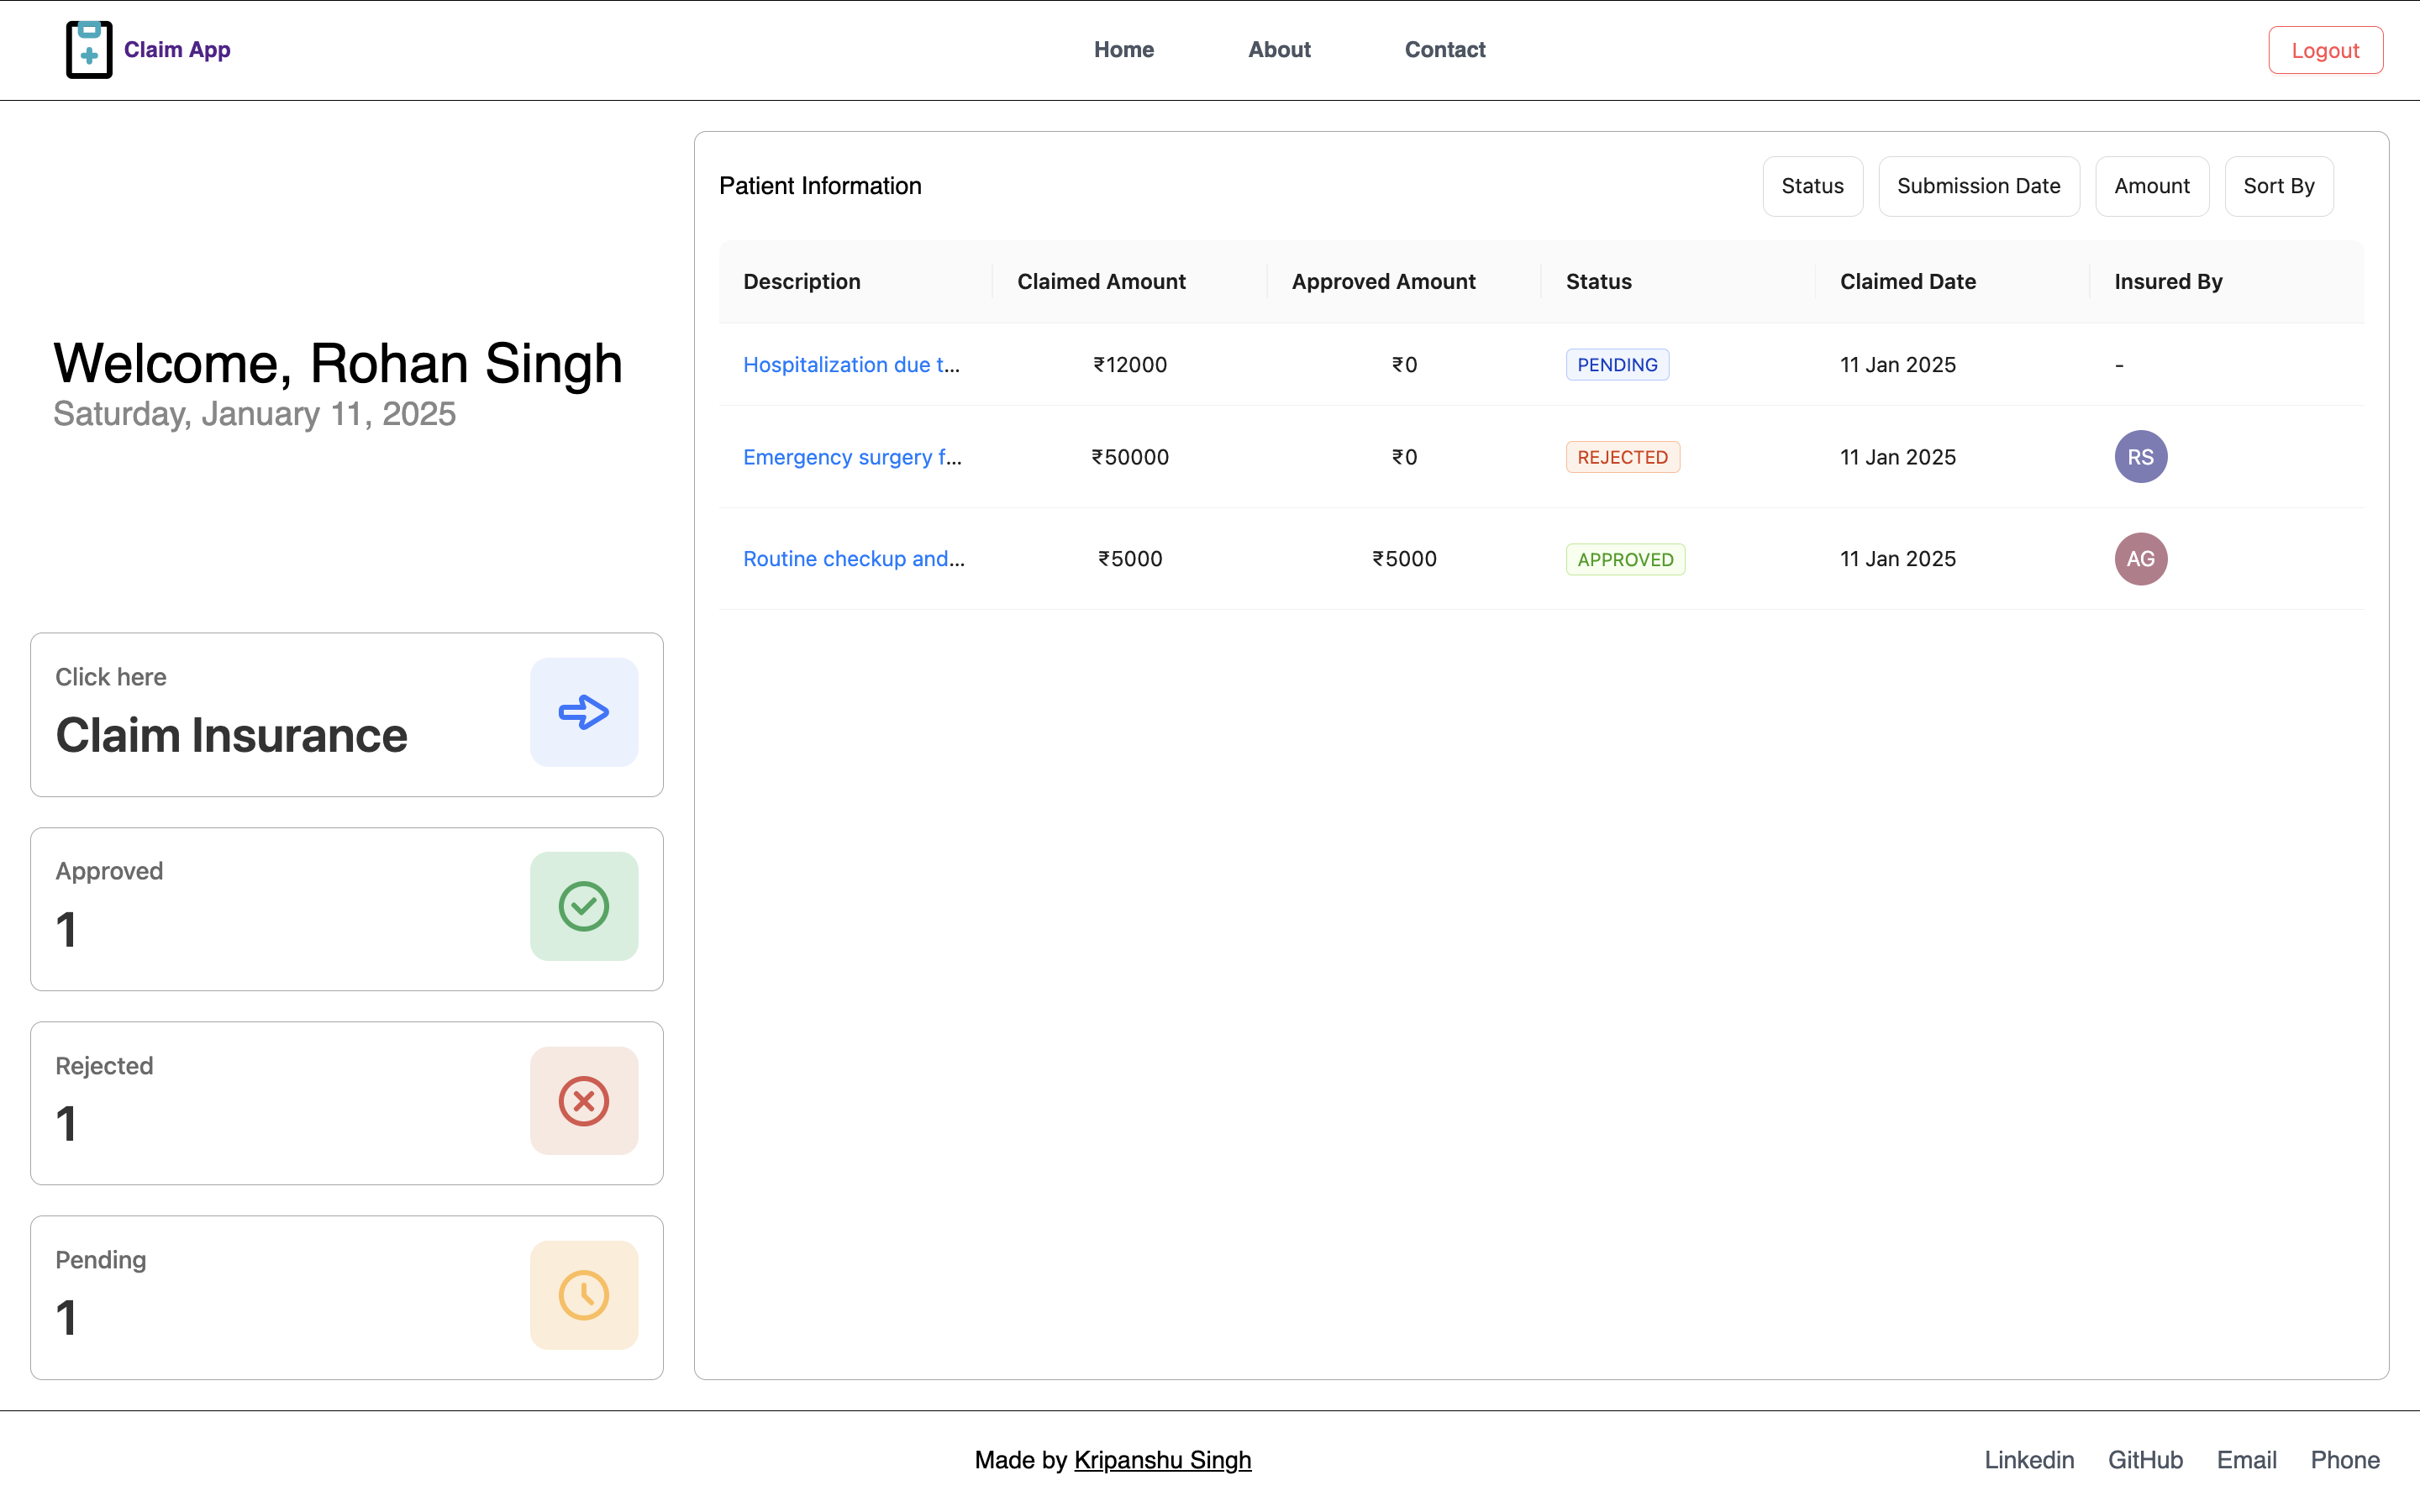 Claim App
Home About Contact
Logout
Welcome, Rohan Singh
Saturday, January 11, 2025
Click here
Claim Insurance
Approved
1
Rejected
1
Pending
1
Patient Information
Status Submission Date Amount Sort By
Description Claimed Amount Approved Amount Status Claimed Date Insured By
Hospitalization due t... ₹12000 ₹0 PENDING 11 Jan 2025 -
Emergency surgery f... ₹50000 ₹0 REJECTED 11 Jan 2025 RS
Routine checkup and... ₹5000 ₹5000 APPROVED 11 Jan 2025 AG
Made by Kripanshu Singh
Linkedin GitHub Email Phone